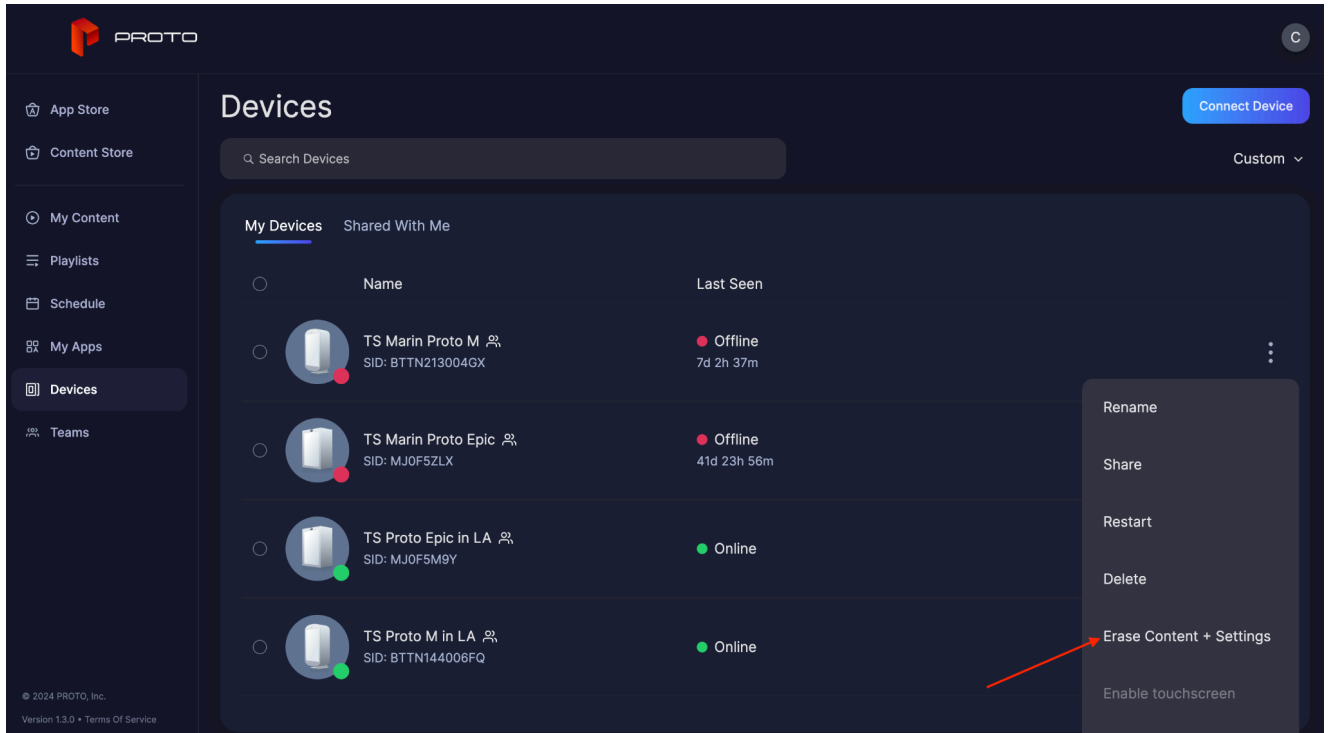 PROTO
C
App Store
Content Store
My Content
Playlists
Schedule
My Apps
Devices
Teams
© 2024 PROTO, Inc.
Version 1.3.0 • Terms Of Service
Devices
Connect Device
Search Devices
Custom
My Devices Shared With Me
Name Last Seen
TS Marin Proto M Offline
SID: BTTN213004GX 7d 2h 37m
TS Marin Proto Epic Offline
SID: MJ0F5ZLX 41d 23h 56m
TS Proto Epic in LA Online
SID: MJ0F5M9Y
TS Proto M in LA Online
SID: BTTN144006FQ
Rename
Share
Restart
Delete
Erase Content + Settings
Enable touchscreen